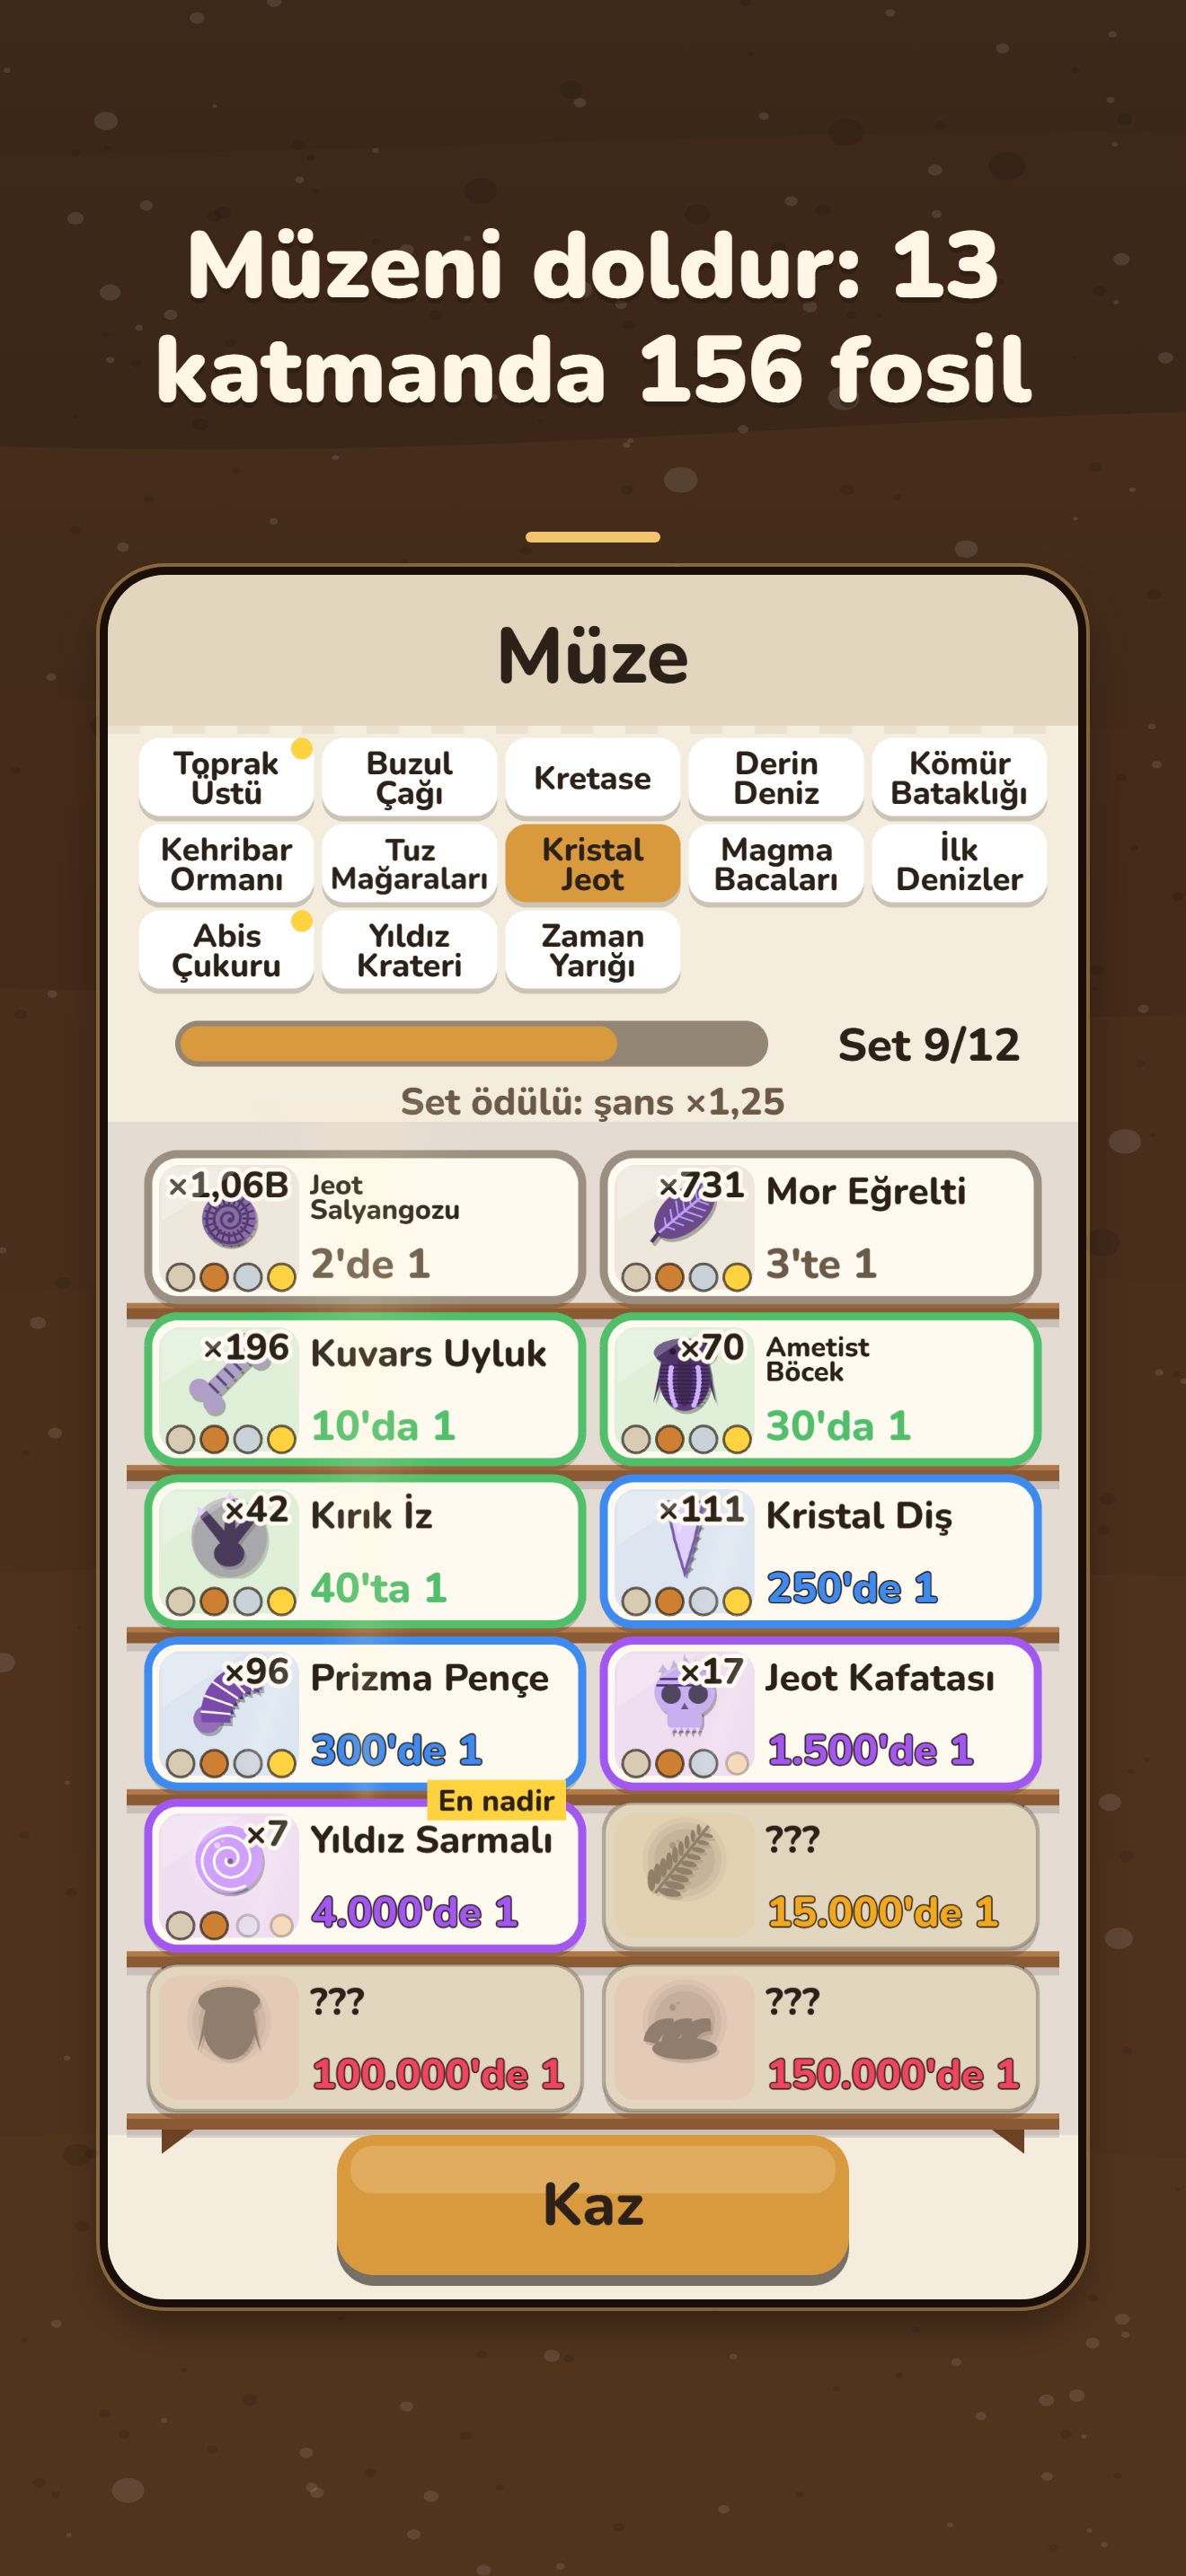 Müzeni doldur: 13
katmanda 156 fosil
Müze
Toprak
Üstü
Buzul
Çağı
Kretase
Derin
Deniz
Kömür
Bataklığı
Kehribar
Ormanı
Tuz
Mağaraları
Kristal
Jeot
Magma
Bacaları
İlk
Denizler
Abis
Çukuru
Yıldız
Krateri
Zaman
Yarığı
Set 9/12
Set ödülü: şans ×1,25
×1,06B
Jeot
Salyangozu
2'de 1
×731
Mor Eğrelti
3'te 1
×196
Kuvars Uyluk
10'da 1
×70
Ametist
Böcek
30'da 1
×42
Kırık İz
40'ta 1
×111
Kristal Diş
250'de 1
×96
Prizma Pençe
300'de 1
×17
Jeot Kafatası
1.500'de 1
En nadir
×7
Yıldız Sarmalı
4.000'de 1
???
15.000'de 1
???
100.000'de 1
???
150.000'de 1
Kaz